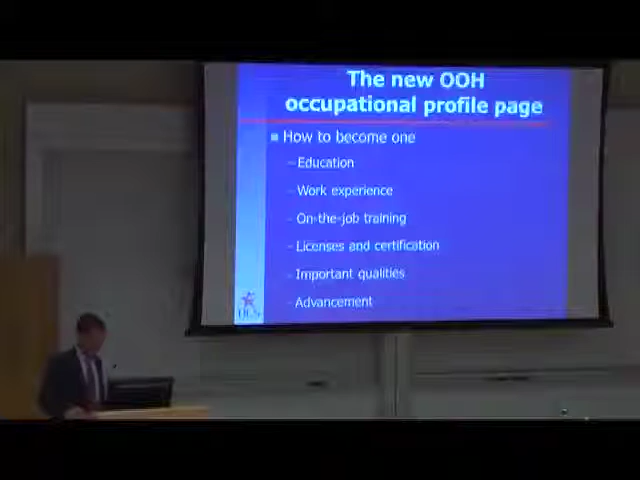 The new OOH
occupational profile page
How to become one
–Education
–Work experience
–On-the-job training
–Licenses and certification
–Important qualities
–Advancement
BLS